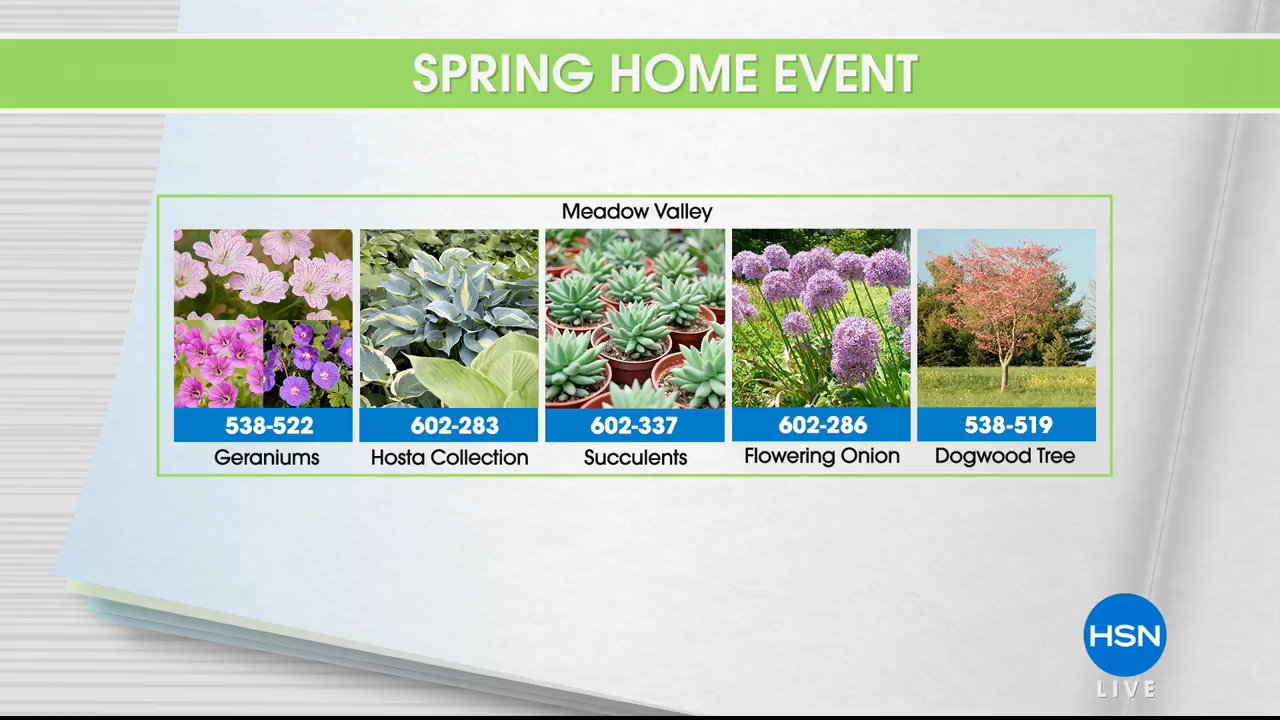 SPRING HOME EVENT
Meadow Valley
538-522
602-283
602-337
602-286
538-519
Geraniums
Hosta Collection
Succulents
Flowering Onion
Dogwood Tree
HSN
LIVE